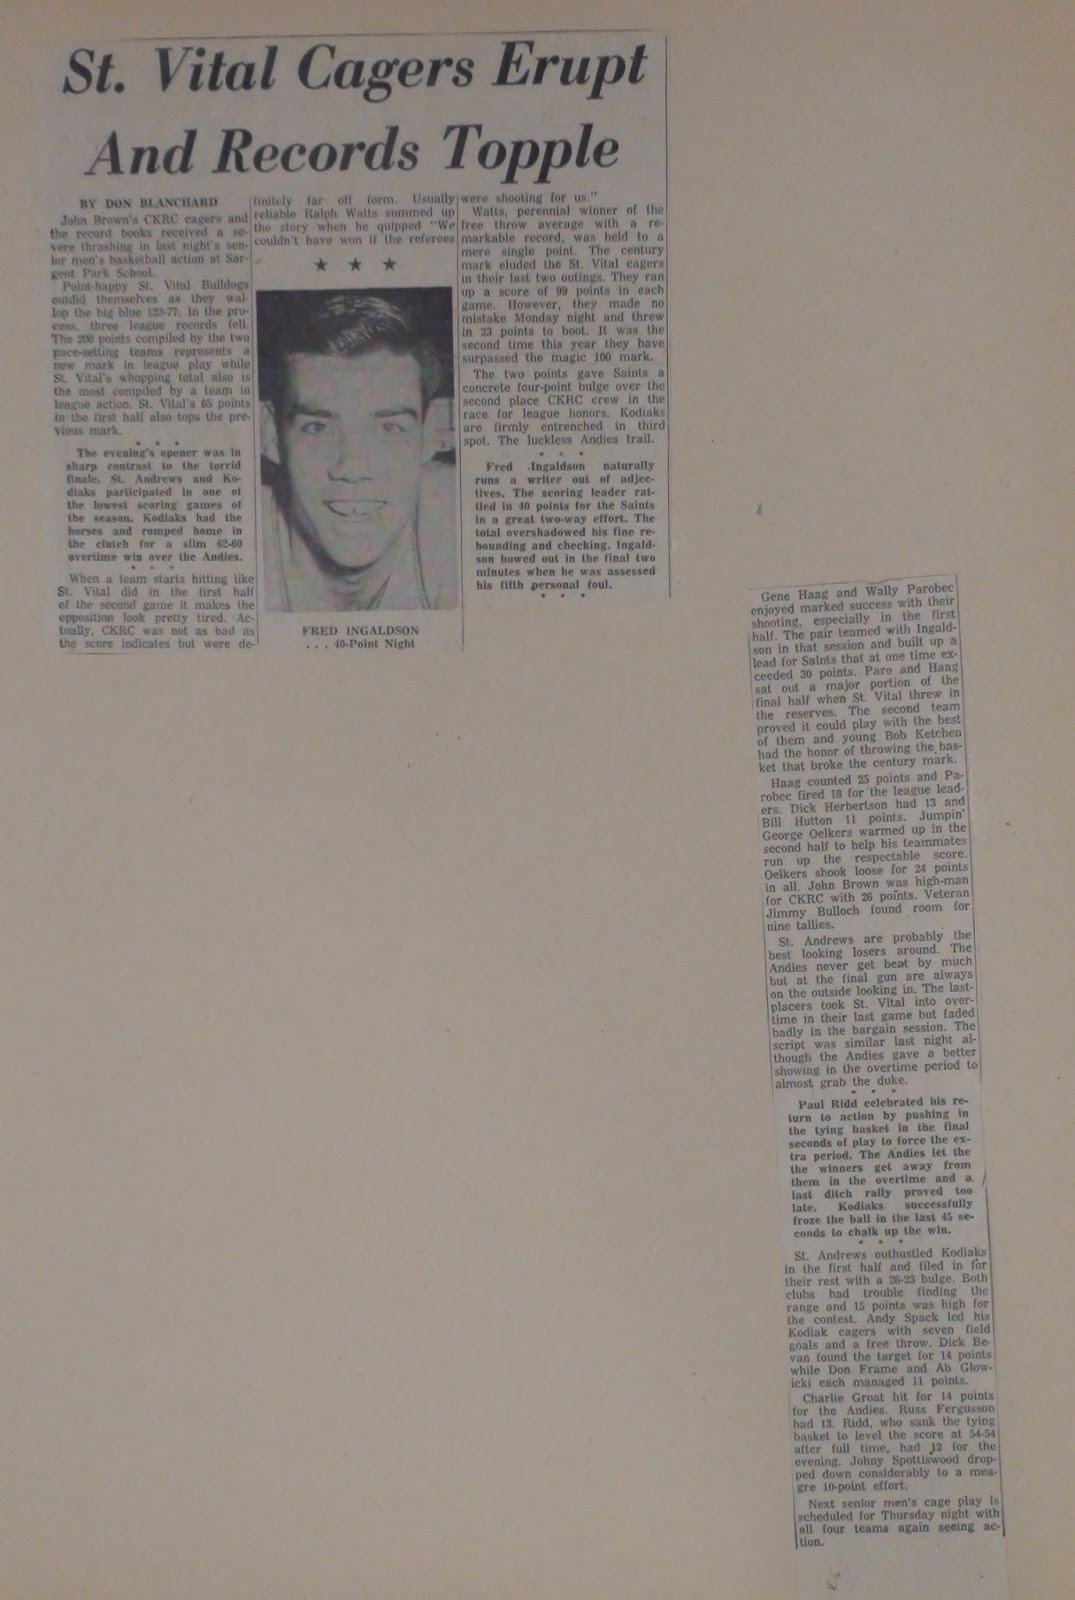 St. Vital Cagers Erupt
And Records Topple
BY DON BLANCHARD
John Brown's CKRC cagers and
the record books received a se-
vere thrashing in last night's sen-
ior men's basketball action at Sar-
gent Park School.
Point-happy St. Vital Bulldogs
outdid themselves as they wal-
lop the big blue 123-77. In the pro-
cess, three league records fell.
The 200 points compiled by the two
pace-setting teams represents a
new mark in league play while
St. Vital's whopping total also is
the most compiled by a team in
league action. St. Vital's 65 points
in the first half also tops the pre-
vious mark.
* * *
The evening's opener was in
sharp contrast to the torrid
finale. St. Andrews and Ko-
diaks participated in one of
the lowest scoring games of
the season. Kodiaks had the
horses and romped home in
the clutch for a slim 62-60
overtime win over the Andies.
* * *
When a team starts hitting like
St. Vital did in the first half
of the second game it makes the
opposition look pretty tired. Ac-
tually, CKRC was not as bad as
the score indicates but were de-
finitely far off form. Usually
reliable Ralph Watts summed up
the story when he quipped "We
couldn't have won if the referees
★ ★ ★
FRED INGALDSON
. . . 40-Point Night
were shooting for us."
Watts, perennial winner of the
free throw average with a re-
markable record, was held to a
mere single point. The century
mark eluded the St. Vital cagers
in their last two outings. They ran
up a score of 99 points in each
game. However, they made no
mistake Monday night and threw
in 23 points to boot. It was the
second time this year they have
surpassed the magic 100 mark.
The two points gave Saints a
concrete four-point bulge over the
second place CKRC crew in the
race for league honors. Kodiaks
are firmly entrenched in third
spot. The luckless Andies trail.
* * *
Fred Ingaldson naturally
runs a writer out of adjec-
tives. The scoring leader rat-
tled in 40 points for the Saints
in a great two-way effort. The
total overshadowed his fine re-
bounding and checking. Ingald-
son bowed out in the final two
minutes when he was assessed
his fifth personal foul.
* * *
Gene Haag and Wally Parobec
enjoyed marked success with their
shooting, especially in the first
half. The pair teamed with Ingald-
son in that session and built up a
lead for Saints that at one time ex-
ceeded 30 points. Paro and Haag
sat out a major portion of the
final half when St. Vital threw in
the reserves. The second team
proved it could play with the best
of them and young Bob Ketchen
had the honor of throwing the bas-
ket that broke the century mark.
Haag counted 25 points and Pa-
robec fired 18 for the league lead-
ers. Dick Herbertson had 13 and
Bill Hutton 11 points. Jumpin'
George Oelkers warmed up in the
second half to help his teammates
run up the respectable score.
Oelkers shook loose for 24 points
in all. John Brown was high-man
for CKRC with 26 points. Veteran
Jimmy Bulloch found room for
nine tallies.
St. Andrews are probably the
best looking losers around. The
Andies never get beat by much
but at the final gun are always
on the outside looking in. The last-
placers took St. Vital into over-
time in their last game but faded
badly in the bargain session. The
script was similar last night al-
though the Andies gave a better
showing in the overtime period to
almost grab the duke.
* * *
Paul Ridd celebrated his re-
turn to action by pushing in
the tying basket in the final
seconds of play to force the ex-
tra period. The Andies let the
the winners get away from
them in the overtime and a
last ditch rally proved too
late. Kodiaks successfully
froze the ball in the last 45 se-
conds to chalk up the win.
* * *
St. Andrews outhustled Kodiaks
in the first half and filed in for
their rest with a 26-23 bulge. Both
clubs had trouble finding the
range and 15 points was high for
the contest. Andy Spack led his
Kodiak cagers with seven field
goals and a free throw. Dick Be-
van found the target for 14 points
while Don Frame and Ab Glow-
icki each managed 11 points.
Charlie Groat hit for 14 points
for the Andies. Russ Fergusson
had 13. Ridd, who sank the tying
basket to level the score at 54-54
after full time, had 12 for the
evening. Johny Spottiswood drop-
ped down considerably to a mea-
gre 10-point effort.
Next senior men's cage play is
scheduled for Thursday night with
all four teams again seeing ac-
tion.